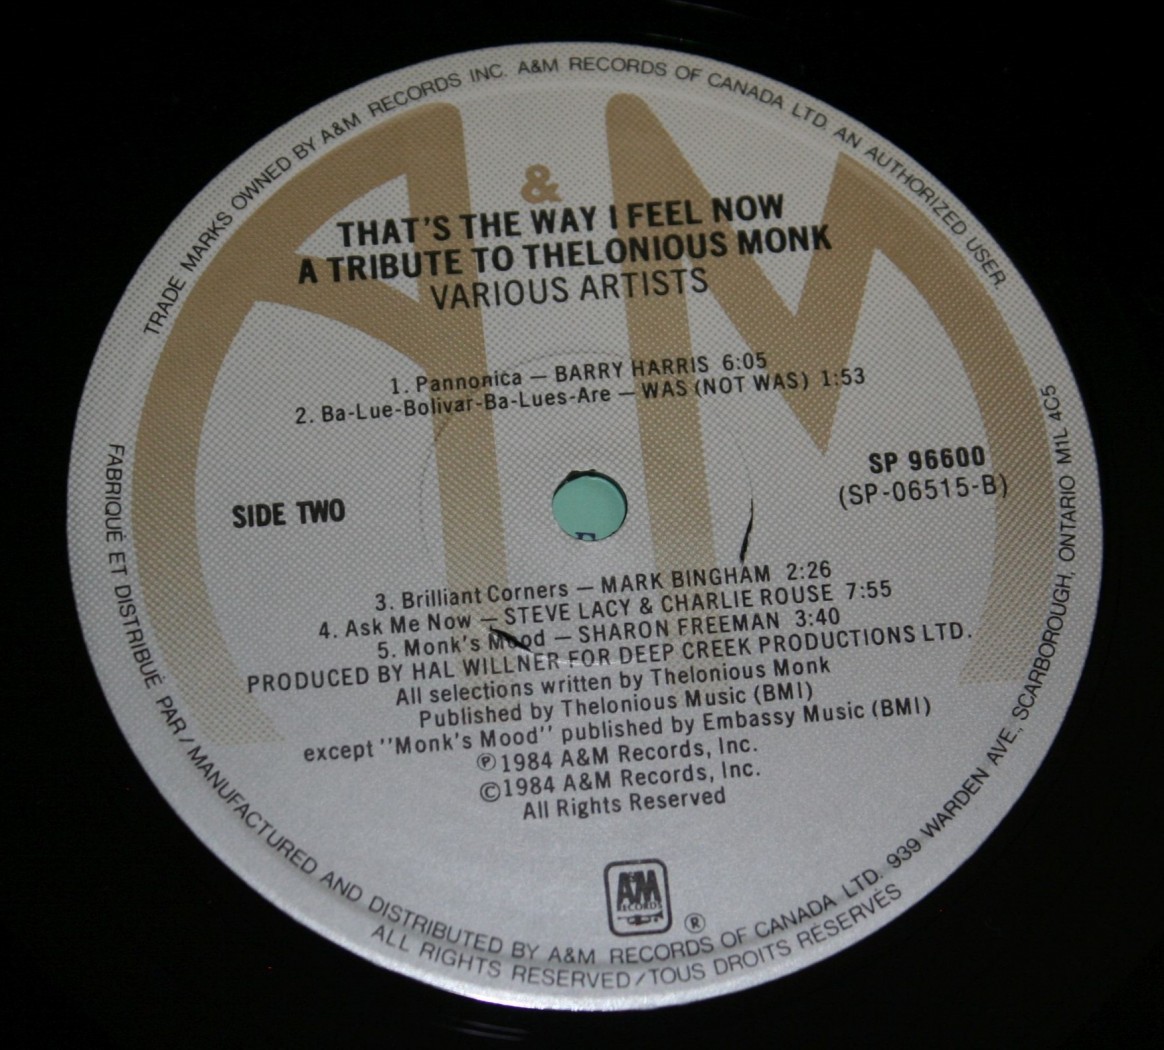 TRADE MARKS OWNED BY A&M RECORDS INC. A&M RECORDS OF CANADA LTD. AN AUTHORIZED USER
&
THAT'S THE WAY I FEEL NOW
A TRIBUTE TO THELONIOUS MONK
VARIOUS ARTISTS
1. Pannonica — BARRY HARRIS 6:05
2. Ba-Lue-Bolivar-Ba-Lues-Are — WAS (NOT WAS) 1:53
SP 96600
(SP-06515-B)
SIDE TWO
3. Brilliant Corners — MARK BINGHAM 2:26
4. Ask Me Now — STEVE LACY & CHARLIE ROUSE 7:55
5. Monk's Mood — SHARON FREEMAN 3:40
PRODUCED BY HAL WILLNER FOR DEEP CREEK PRODUCTIONS LTD.
All selections written by Thelonious Monk
Published by Thelonious Music (BMI)
except "Monk's Mood" published by Embassy Music (BMI)
℗1984 A&M Records, Inc.
©1984 A&M Records, Inc.
All Rights Reserved
A&M
RECORDS
®
FABRIQUÉ ET DISTRIBUÉ PAR / MANUFACTURED AND DISTRIBUTED BY A&M RECORDS OF CANADA LTD. 939 WARDEN AVE., SCARBOROUGH, ONTARIO M1L 4C5
ALL RIGHTS RESERVED/TOUS DROITS RESERVÉS